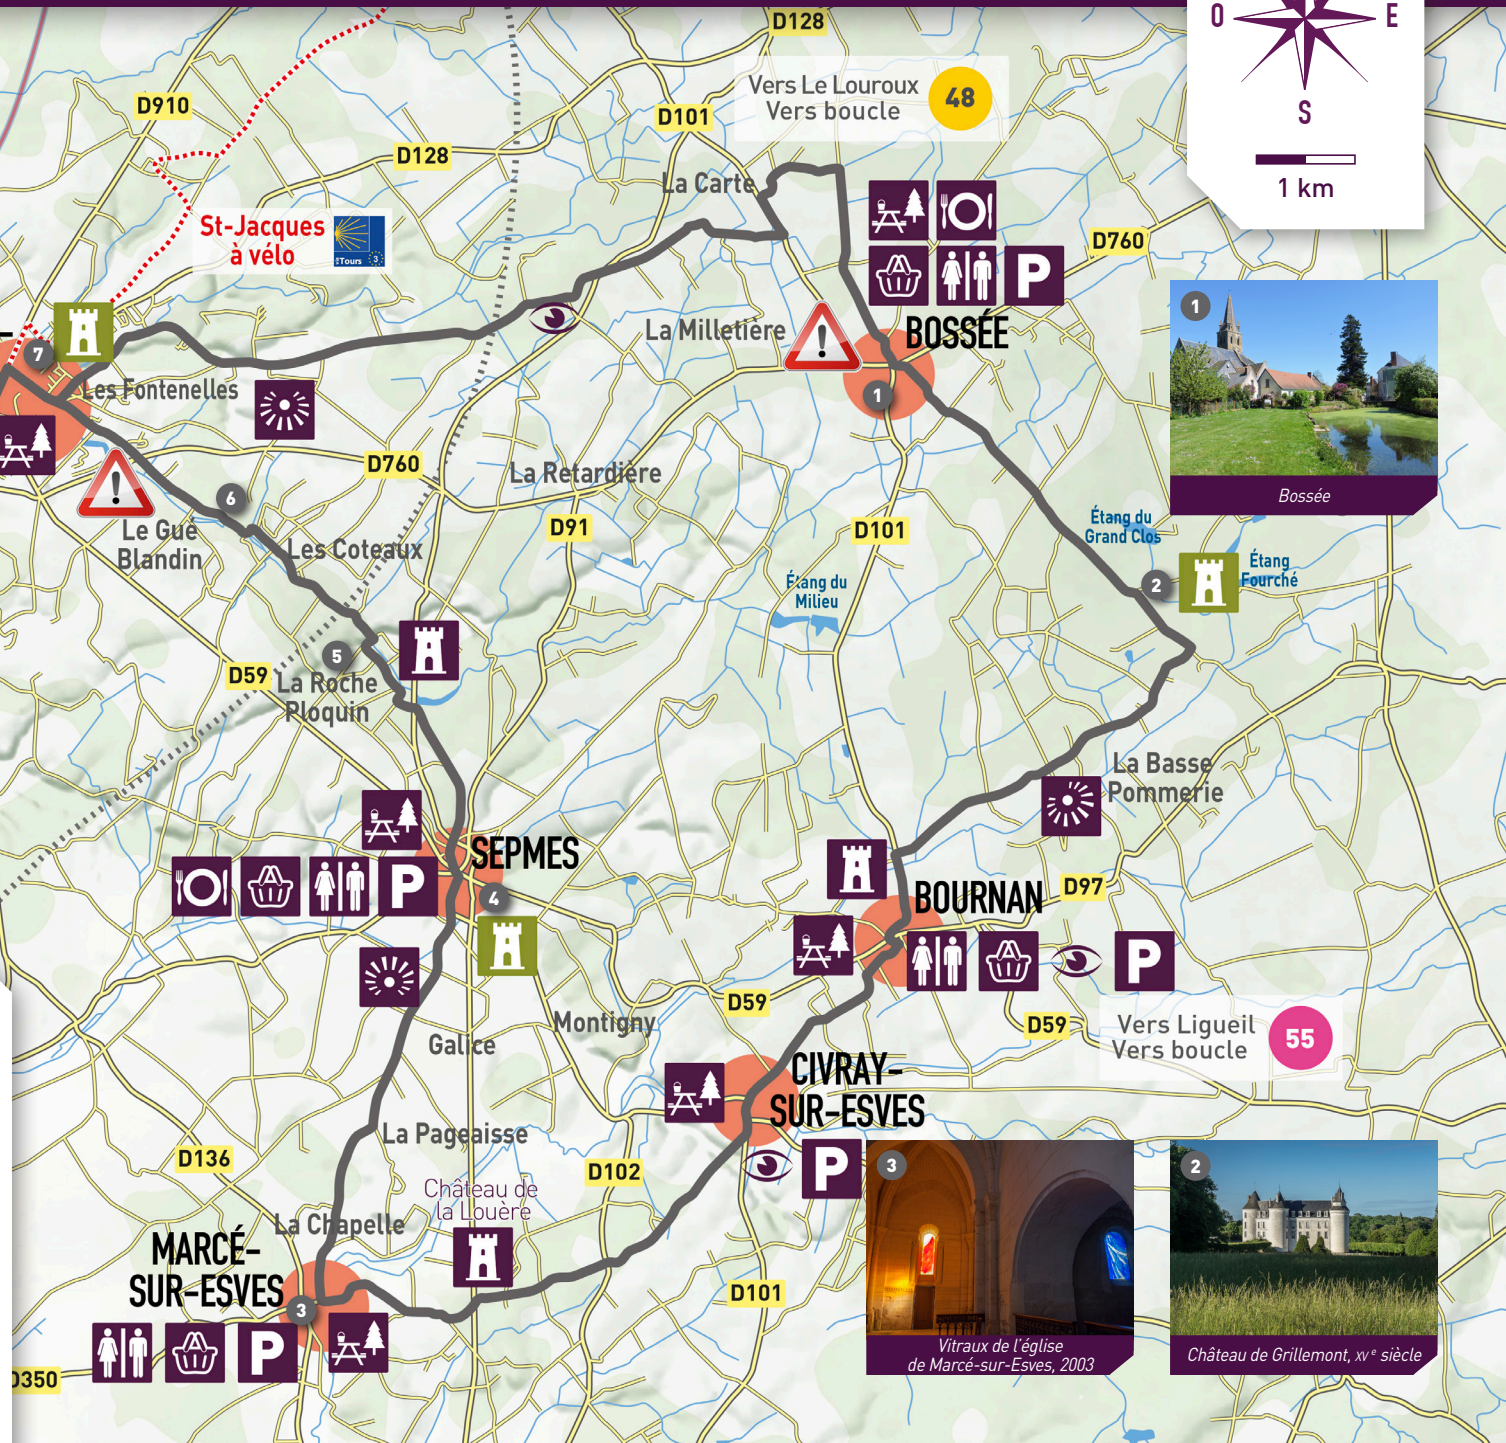 O
E
S
1 km
D128
D910
D101
D128
Vers Le Louroux
Vers boucle
48
La Carte
St-Jacques
à vélo
Tours
3
D760
P
BOSSÉE
La Milletière
!
1
7
Les Fontenelles
1
Bossée
D760
La Retardière
!
6
Le Gué
Blandin
Les Coteaux
D91
D101
Étang du
Grand Clos
Étang
Fourché
2
Étang du
Milieu
5
D59
La Roche
Ploquin
La Basse
Pommerie
SEPMES
P
4
BOURNAN
D97
P
D59
D59
Vers Ligueil
Vers boucle
55
Montigny
Galice
CIVRAY-
SUR-ESVES
P
La Pageaisse
D136
D102
Château de
la Louère
La Chapelle
MARCÉ-
SUR-ESVES
3
P
D350
D101
3
Vitraux de l'église
de Marcé-sur-Esves, 2003
2
Château de Grillemont, XVe siècle